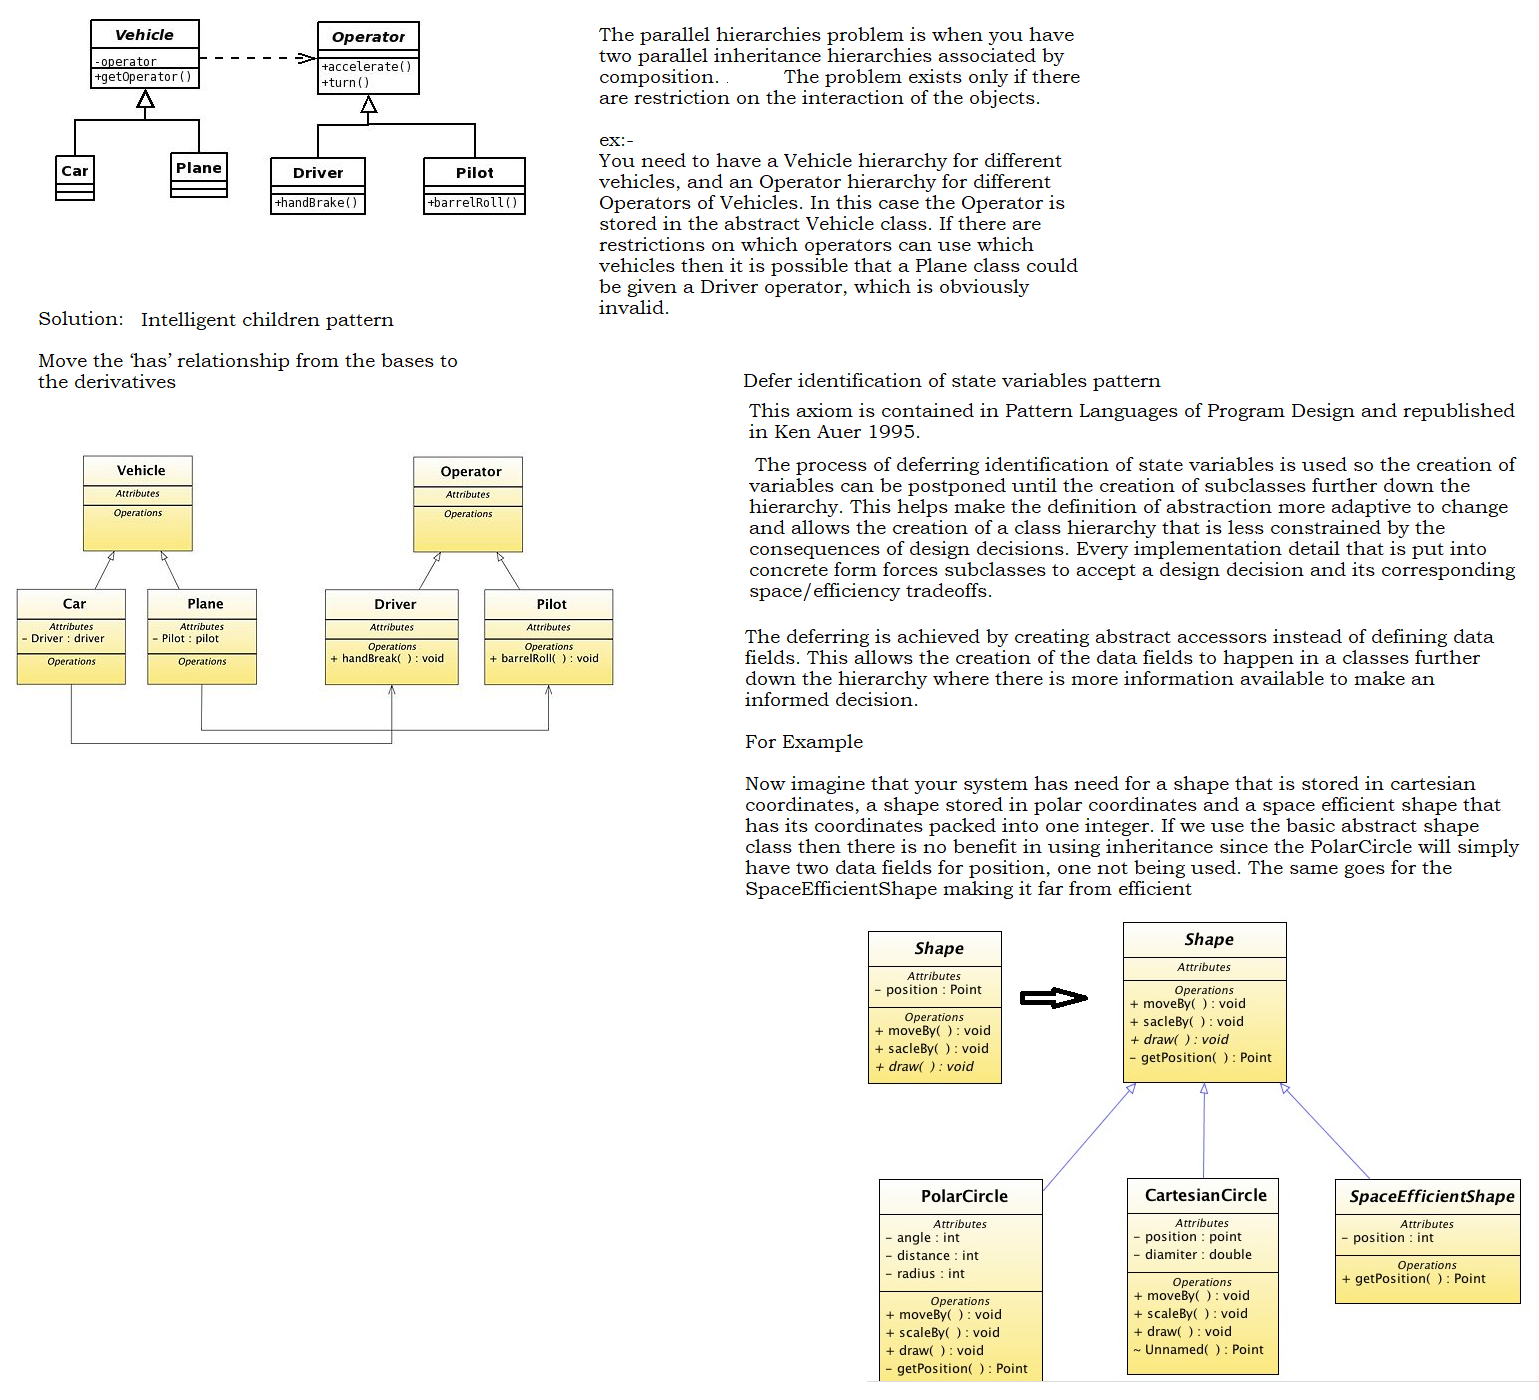 Vehicle
-operator
+getOperator()
Operator
+accelerate()
+turn()
Car
Plane
Driver
+handBrake()
Pilot
+barrelRoll()
The parallel hierarchies problem is when you have
two parallel inheritance hierarchies associated by
composition. . The problem exists only if there
are restriction on the interaction of the objects.
ex:-
You need to have a Vehicle hierarchy for different
vehicles, and an Operator hierarchy for different
Operators of Vehicles. In this case the Operator is
stored in the abstract Vehicle class. If there are
restrictions on which operators can use which
vehicles then it is possible that a Plane class could
be given a Driver operator, which is obviously
invalid.
Solution: Intelligent children pattern
Move the ‘has’ relationship from the bases to
the derivatives
Vehicle
Attributes
Operations
Operator
Attributes
Operations
Car
Attributes
- Driver : driver
Operations
Plane
Attributes
- Pilot : pilot
Operations
Driver
Attributes
Operations
+ handBreak( ) : void
Pilot
Attributes
Operations
+ barrelRoll( ) : void
Defer identification of state variables pattern
This axiom is contained in Pattern Languages of Program Design and republished
in Ken Auer 1995.
The process of deferring identification of state variables is used so the creation of
variables can be postponed until the creation of subclasses further down the
hierarchy. This helps make the definition of abstraction more adaptive to change
and allows the creation of a class hierarchy that is less constrained by the
consequences of design decisions. Every implementation detail that is put into
concrete form forces subclasses to accept a design decision and its corresponding
space/efficiency tradeoffs.
The deferring is achieved by creating abstract accessors instead of defining data
fields. This allows the creation of the data fields to happen in a classes further
down the hierarchy where there is more information available to make an
informed decision.
For Example
Now imagine that your system has need for a shape that is stored in cartesian
coordinates, a shape stored in polar coordinates and a space efficient shape that
has its coordinates packed into one integer. If we use the basic abstract shape
class then there is no benefit in using inheritance since the PolarCircle will simply
have two data fields for position, one not being used. The same goes for the
SpaceEfficientShape making it far from efficient
Shape
Attributes
- position : Point
Operations
+ moveBy( ) : void
+ sacleBy( ) : void
+ draw( ) : void
Shape
Attributes
Operations
+ moveBy( ) : void
+ sacleBy( ) : void
+ draw( ) : void
- getPosition( ) : Point
PolarCircle
Attributes
- angle : int
- distance : int
- radius : int
Operations
+ moveBy( ) : void
+ scaleBy( ) : void
+ draw( ) : void
- getPosition( ) : Point
CartesianCircle
Attributes
- position : point
- diamiter : double
Operations
+ moveBy( ) : void
+ scaleBy( ) : void
+ draw( ) : void
~ Unnamed( ) : Point
SpaceEfficientShape
Attributes
- position : int
Operations
+ getPosition( ) : Point